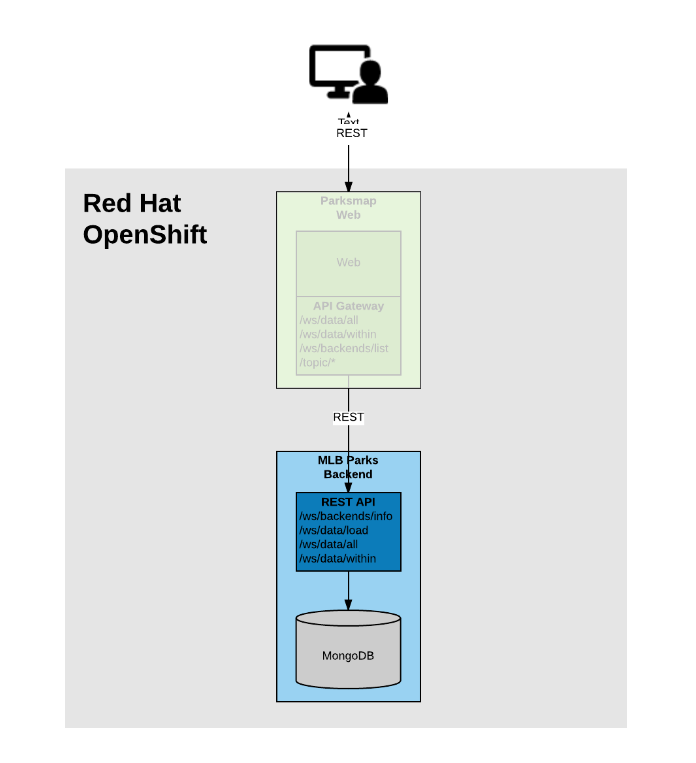 Text
REST
Red Hat
OpenShift
Parksmap
Web
Web
API Gateway
/ws/data/all
/ws/data/within
/ws/backends/list
/topic/*
REST
MLB Parks
Backend
REST API
/ws/backends/info
/ws/data/load
/ws/data/all
/ws/data/within
MongoDB